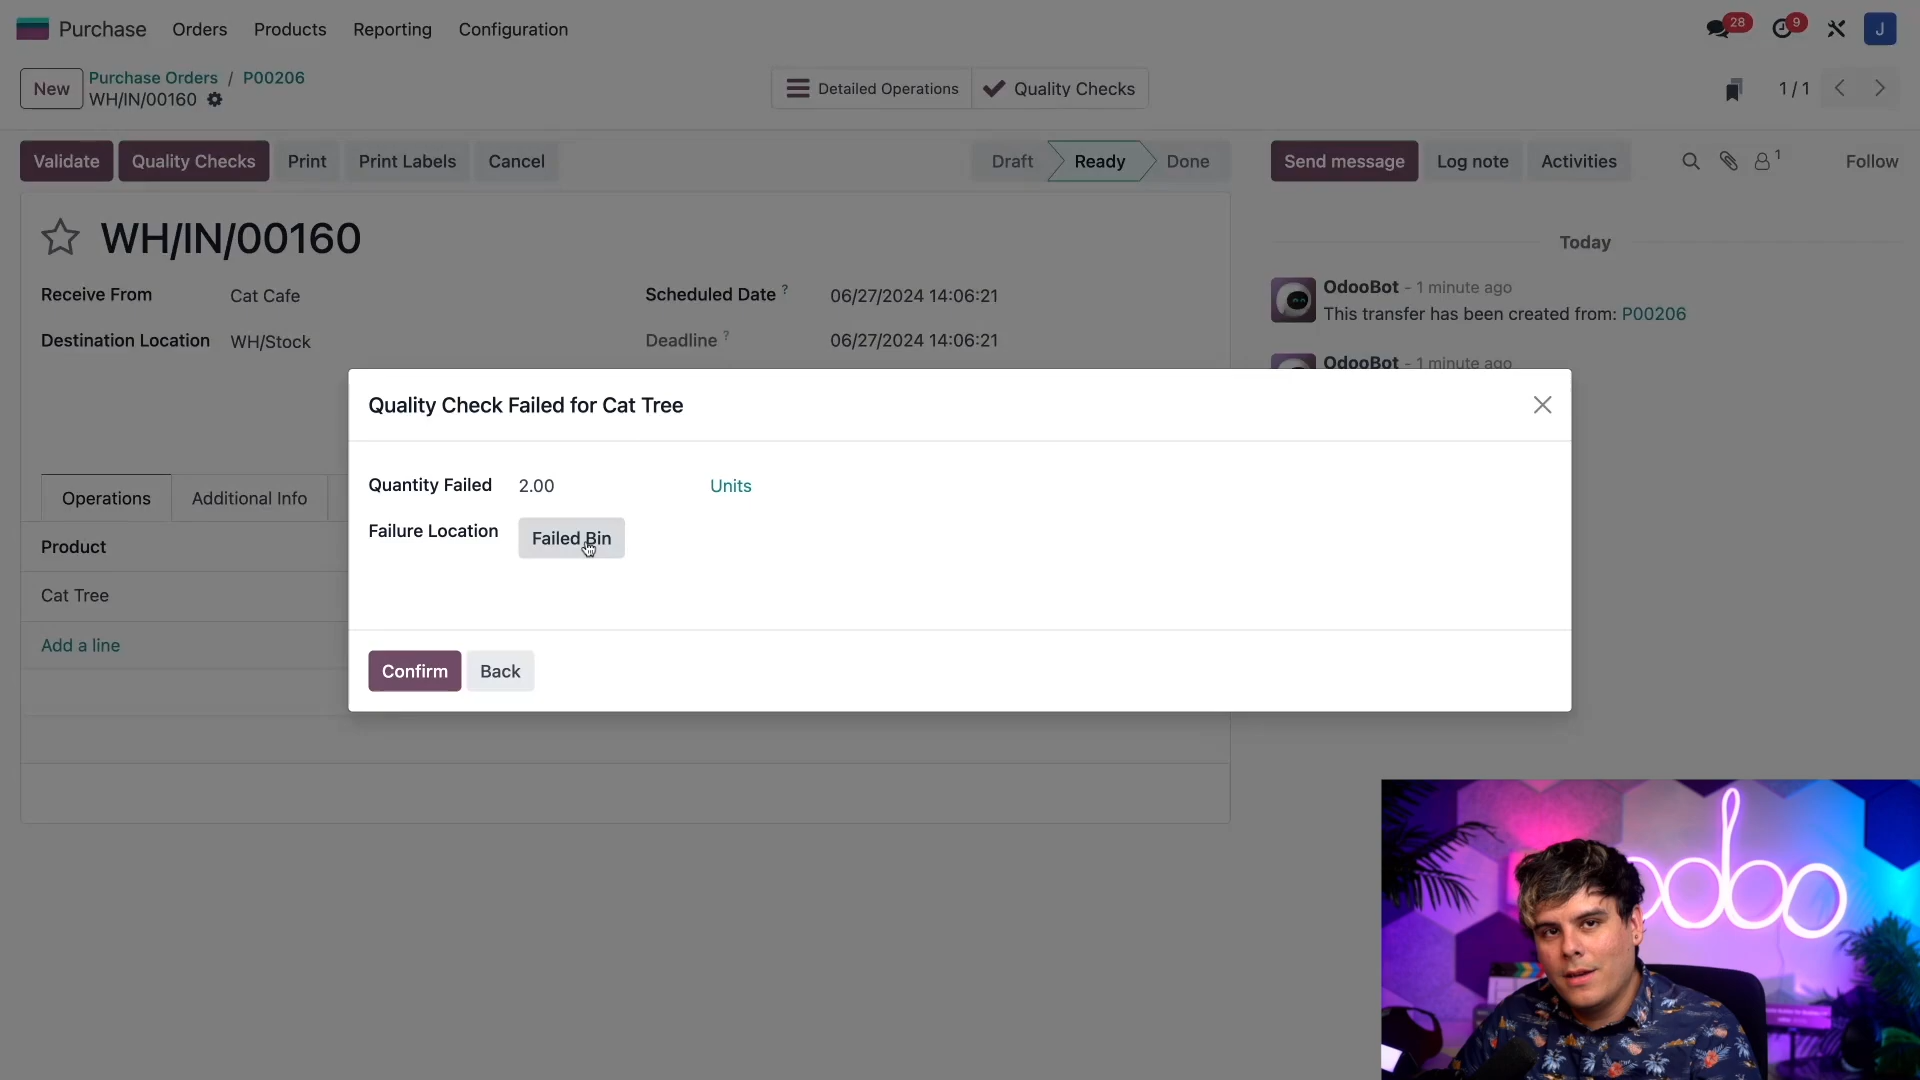 Purchase Orders Products Reporting Configuration 28 9 J
New Purchase Orders / P00206
WH/IN/00160
Detailed Operations Quality Checks 1 / 1
Validate Quality Checks Print Print Labels Cancel Draft Ready Done Send message Log note Activities 1 Follow
WH/IN/00160
Today
Receive From Cat Cafe Scheduled Date ? 06/27/2024 14:06:21
OdooBot - 1 minute ago
This transfer has been created from: P00206
Destination Location WH/Stock Deadline ? 06/27/2024 14:06:21
OdooBot - 1 minute ago
Quality Check Failed for Cat Tree
Quantity Failed 2.00 Units
Failure Location Failed Bin
Confirm Back
Operations Additional Info
Product
Cat Tree
Add a line
odoo